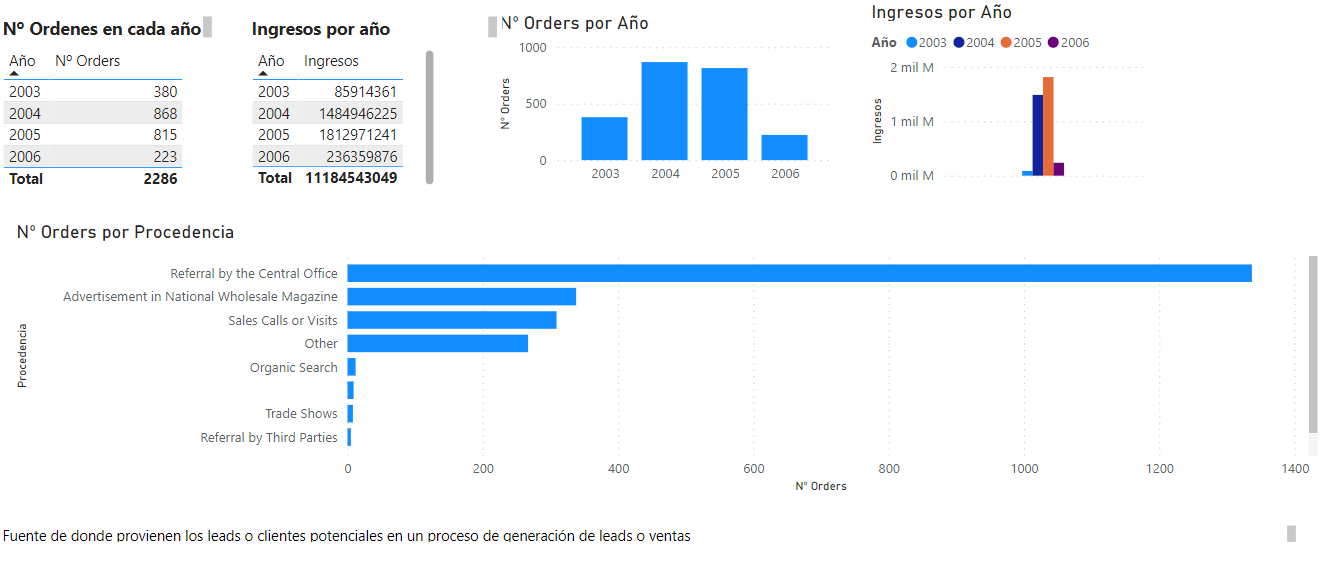 Nº Ordenes en cada año
Año Nº Orders
2003 380
2004 868
2005 815
2006 223
Total 2286
Ingresos por año
Año Ingresos
2003 85914361
2004 1484946225
2005 1812971241
2006 236359876
Total 11184543049
Nº Orders por Año
Nº Orders
1000
500
0
2003 2004 2005 2006
Ingresos por Año
Año 2003 2004 2005 2006
Ingresos
2 mil M
1 mil M
0 mil M
Nº Orders por Procedencia
Procedencia
Referral by the Central Office
Advertisement in National Wholesale Magazine
Sales Calls or Visits
Other
Organic Search
Trade Shows
Referral by Third Parties
0 200 400 600 800 1000 1200 1400
Nº Orders
Fuente de donde provienen los leads o clientes potenciales en un proceso de generación de leads o ventas